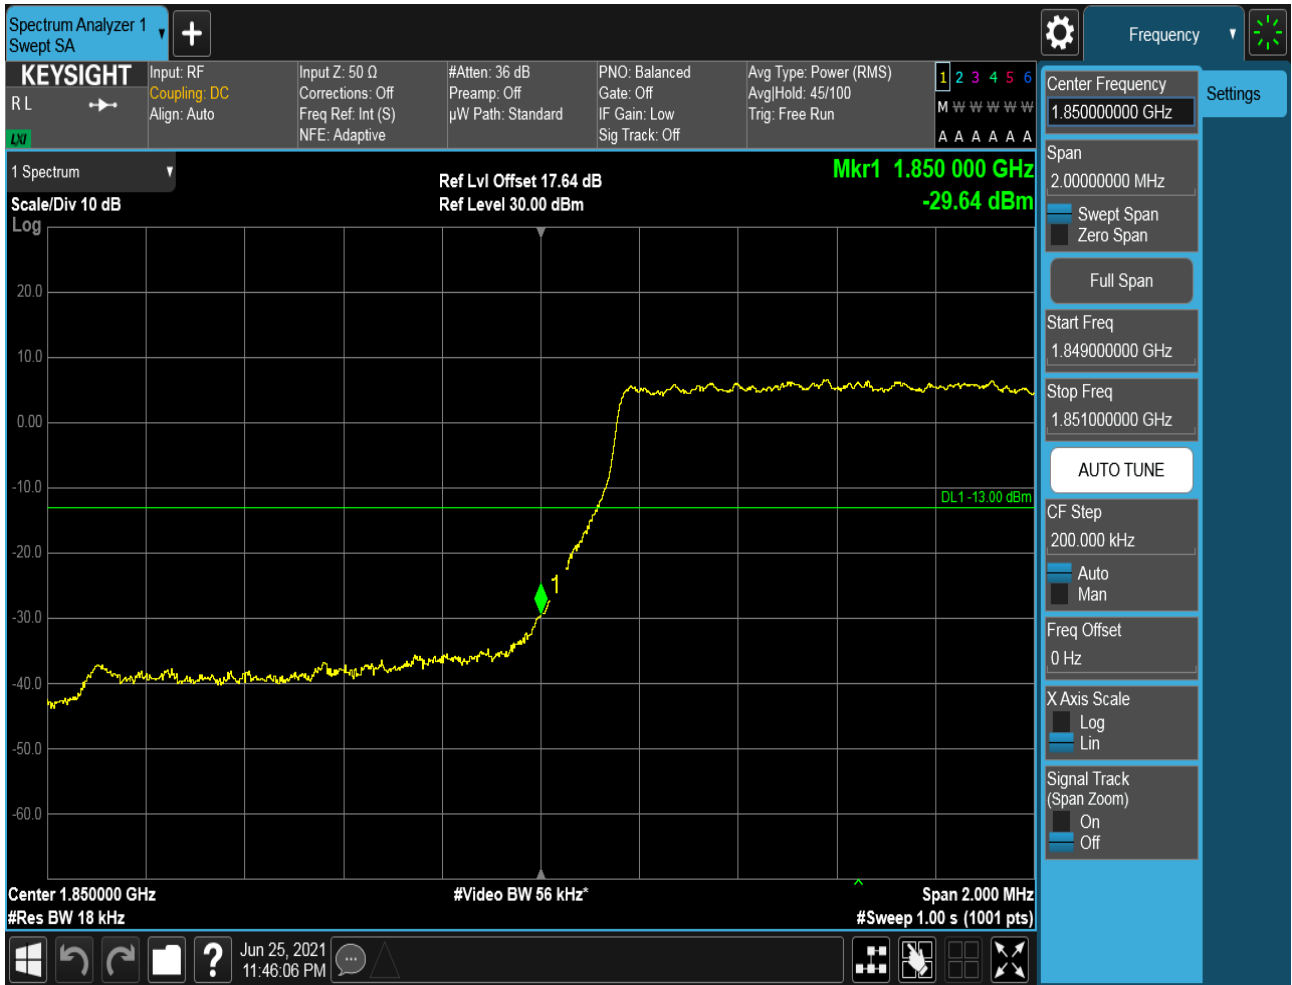 Spectrum Analyzer 1
Swept SA
Frequency
KEYSIGHT
R L
LXI
Input: RF
Coupling: DC
Align: Auto
Input Z: 50 Ω
Corrections: Off
Freq Ref: Int (S)
NFE: Adaptive
#Atten: 36 dB
Preamp: Off
µW Path: Standard
PNO: Balanced
Gate: Off
IF Gain: Low
Sig Track: Off
Avg Type: Power (RMS)
Avg|Hold: 45/100
Trig: Free Run
1 2 3 4 5 6
M W W W W W
A A A A A A
1 Spectrum
Scale/Div 10 dB
Log
Ref Lvl Offset 17.64 dB
Ref Level 30.00 dBm
Mkr1 1.850 000 GHz
-29.64 dBm
20.0
10.0
0.00
-10.0
-20.0
-30.0
-40.0
-50.0
-60.0
DL1 -13.00 dBm
1
Center 1.850000 GHz
#Res BW 18 kHz
#Video BW 56 kHz*
Span 2.000 MHz
#Sweep 1.00 s (1001 pts)
Center Frequency
1.850000000 GHz
Settings
Span
2.00000000 MHz
Swept Span
Zero Span
Full Span
Start Freq
1.849000000 GHz
Stop Freq
1.851000000 GHz
AUTO TUNE
CF Step
200.000 kHz
Auto
Man
Freq Offset
0 Hz
X Axis Scale
Log
Lin
Signal Track
(Span Zoom)
On
Off
?
Jun 25, 2021
11:46:06 PM